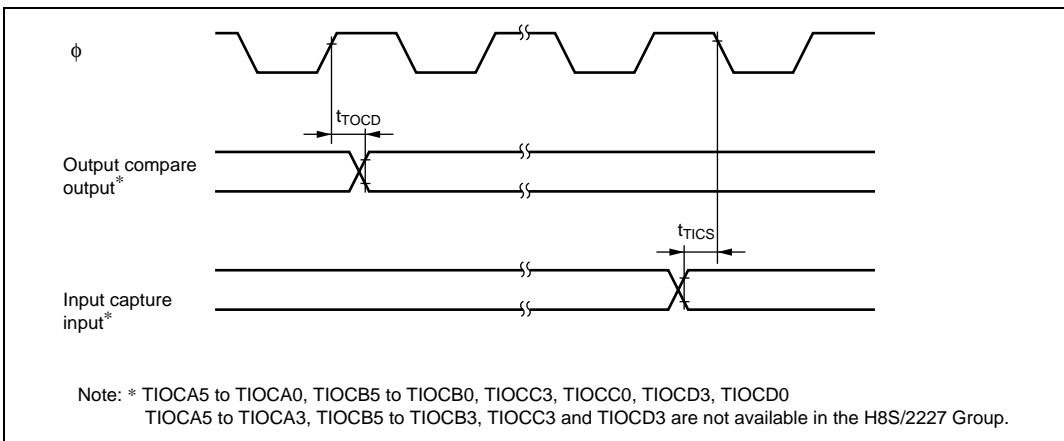 ϕ
tTOCD
Output compare
output*
tTICS
Input capture
input*
Note: * TIOCA5 to TIOCA0, TIOCB5 to TIOCB0, TIOCC3, TIOCC0, TIOCD3, TIOCD0
TIOCA5 to TIOCA3, TIOCB5 to TIOCB3, TIOCC3 and TIOCD3 are not available in the H8S/2227 Group.